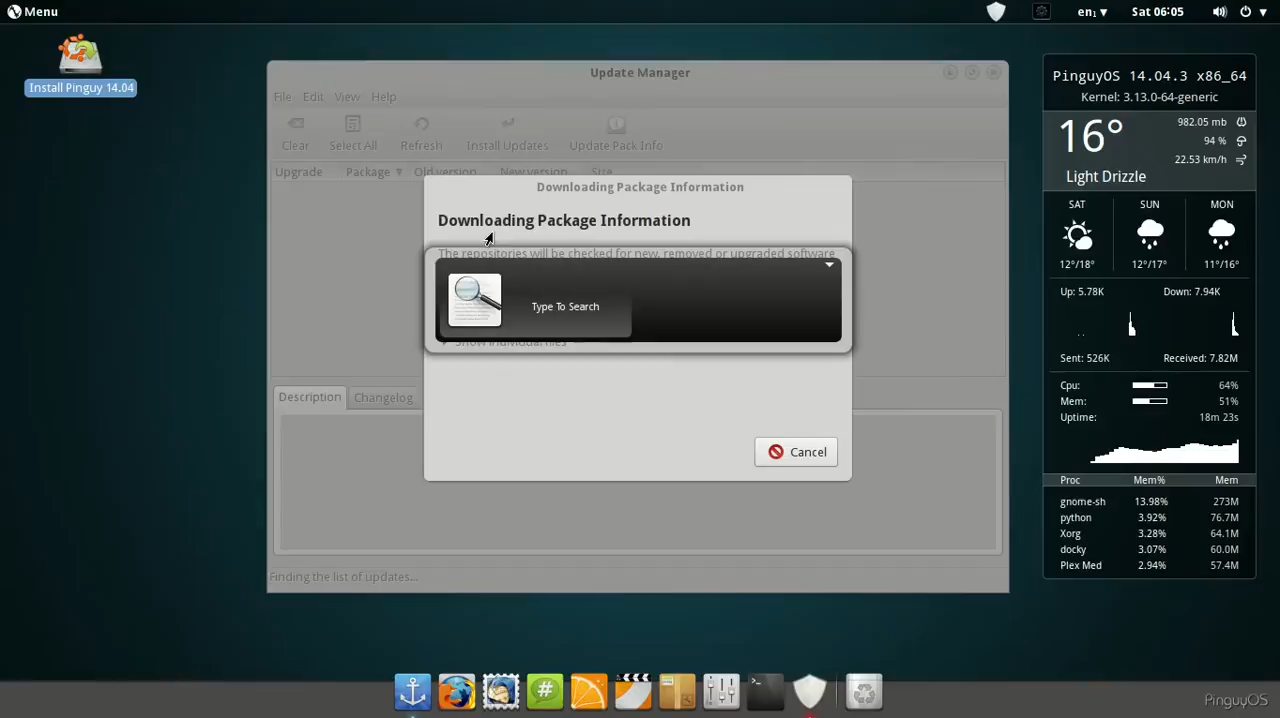 Menu
en₁ ▾
Sat 06:05
Install Pinguy 14.04
Update Manager
File Edit View Help
Clear Select All Refresh Install Updates Update Pack Info
Upgrade Package Old version New version Size
Downloading Package Information
Downloading Package Information
The repositories will be checked for new, removed or upgraded software
Type To Search
Show individual files
Cancel
Description Changelog
Finding the list of updates...
PinguyOS 14.04.3 x86_64
Kernel: 3.13.0-64-generic
16° 982.05 mb
94 %
22.53 km/h
Light Drizzle
SAT SUN MON
12°/18° 12°/17° 11°/16°
Up: 5.78K Down: 7.94K
Sent: 526K Received: 7.82M
Cpu: 64%
Mem: 51%
Uptime: 18m 23s
Proc Mem% Mem
gnome-sh 13.98% 273M
python 3.92% 76.7M
Xorg 3.28% 64.1M
docky 3.07% 60.0M
Plex Med 2.94% 57.4M
PinguyOS